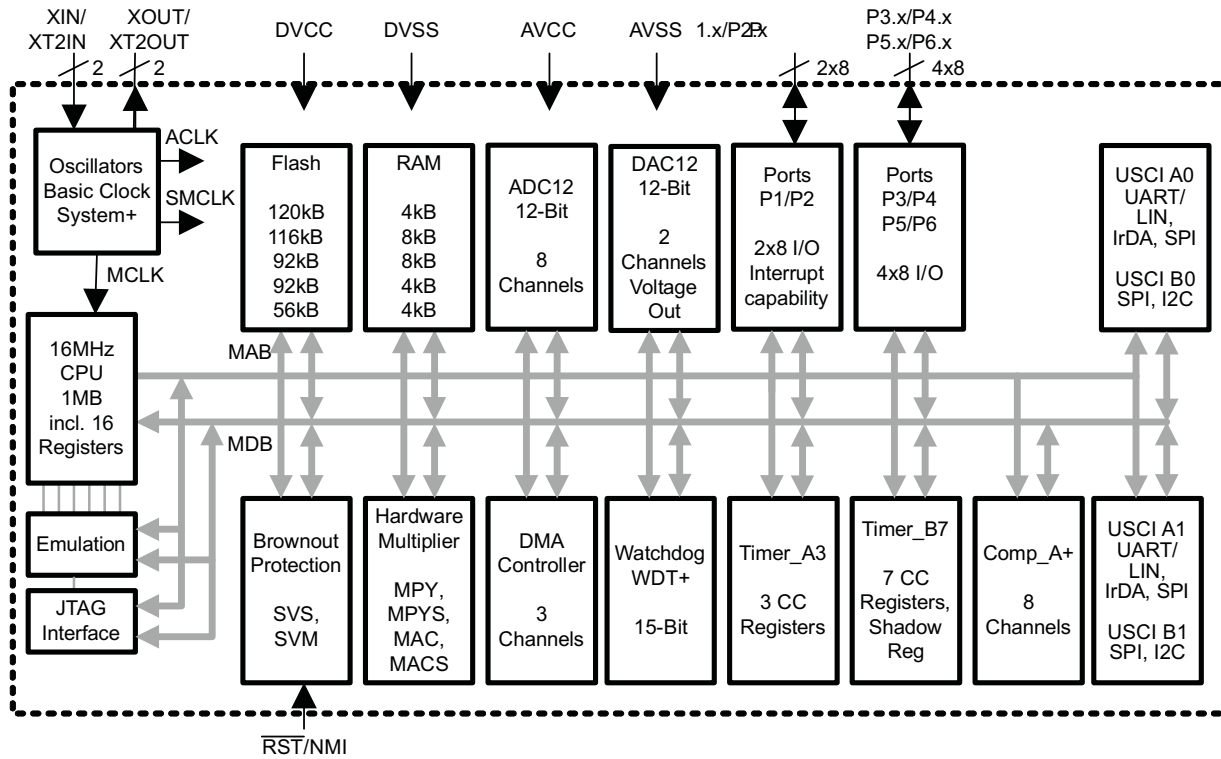 XIN/
XT2IN
XOUT/
XT2OUT
DVCC
DVSS
AVCC
AVSS
1.x/P2.x
P3.x/P4.x
P5.x/P6.x
2
2
2x8
4x8
Oscillators
Basic Clock
System+
ACLK
SMCLK
MCLK
Flash
120kB
116kB
92kB
92kB
56kB
RAM
4kB
8kB
8kB
4kB
4kB
ADC12
12-Bit
8
Channels
DAC12
12-Bit
2
Channels
Voltage
Out
Ports
P1/P2
2x8 I/O
Interrupt
capability
Ports
P3/P4
P5/P6
4x8 I/O
USCI A0
UART/
LIN,
IrDA, SPI
USCI B0
SPI, I2C
16MHz
CPU
1MB
incl. 16
Registers
MAB
MDB
Emulation
JTAG
Interface
Brownout
Protection
SVS,
SVM
Hardware
Multiplier
MPY,
MPYS,
MAC,
MACS
DMA
Controller
3
Channels
Watchdog
WDT+
15-Bit
Timer_A3
3 CC
Registers
Timer_B7
7 CC
Registers,
Shadow
Reg
Comp_A+
8
Channels
USCI A1
UART/
LIN,
IrDA, SPI
USCI B1
SPI, I2C
RST/NMI